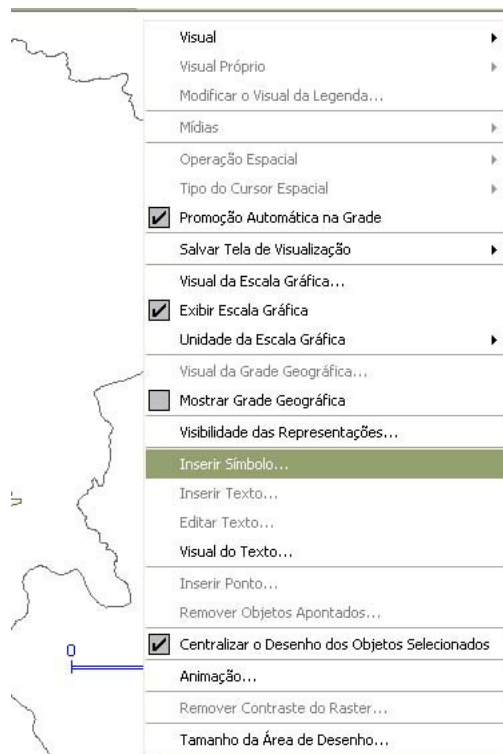 Visual
Visual Próprio
Modificar o Visual da Legenda...
Mídias
Operação Espacial
Tipo do Cursor Espacial
Promoção Automática na Grade
Salvar Tela de Visualização
Visual da Escala Gráfica...
Exibir Escala Gráfica
Unidade da Escala Gráfica
Visual da Grade Geográfica...
Mostrar Grade Geográfica
Visibilidade das Representações...
Inserir Símbolo...
Inserir Texto...
Editar Texto...
Visual do Texto...
Inserir Ponto...
Remover Objetos Apontados...
0
Centralizar o Desenho dos Objetos Selecionados
Animação...
Remover Contraste do Raster...
Tamanho da Área de Desenho...